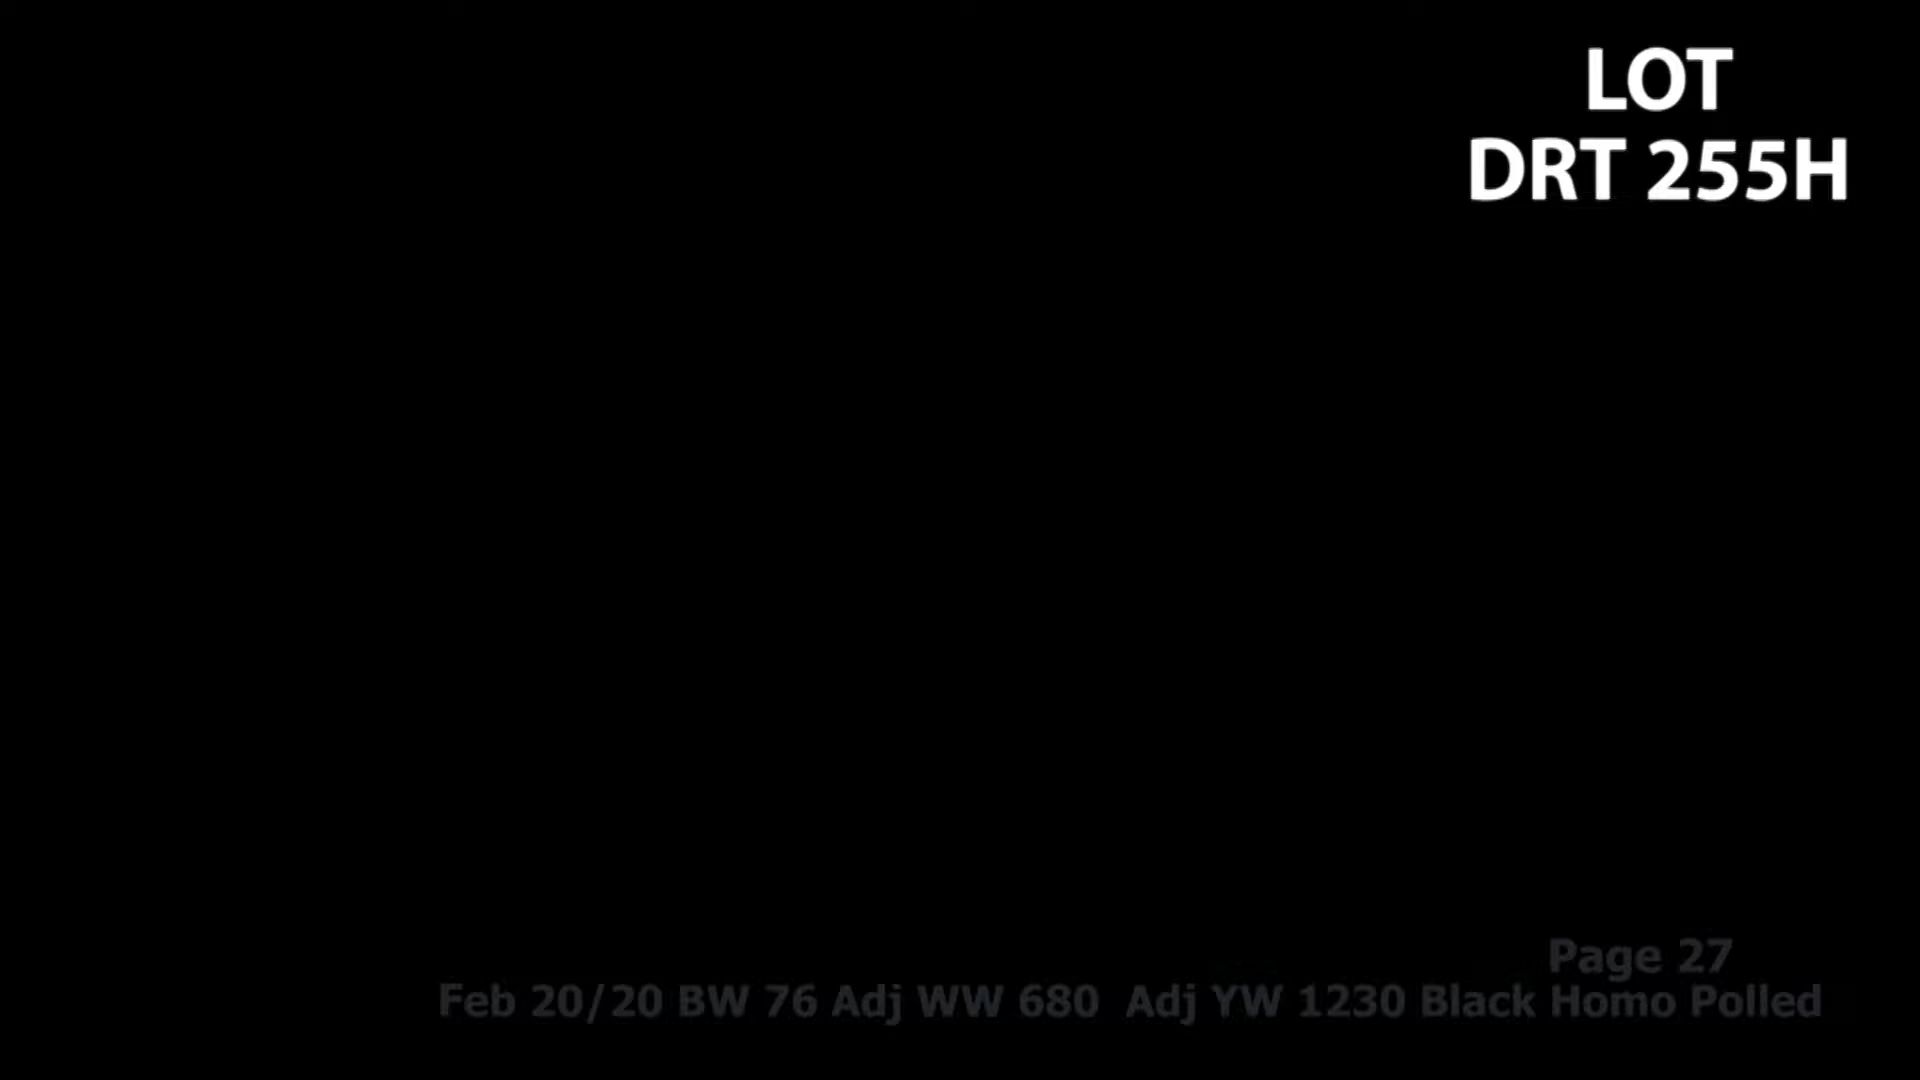 LOT
DRT 255H
Page 27
Feb 20/20 BW 76 Adj WW 680  Adj YW 1230 Black Homo Polled